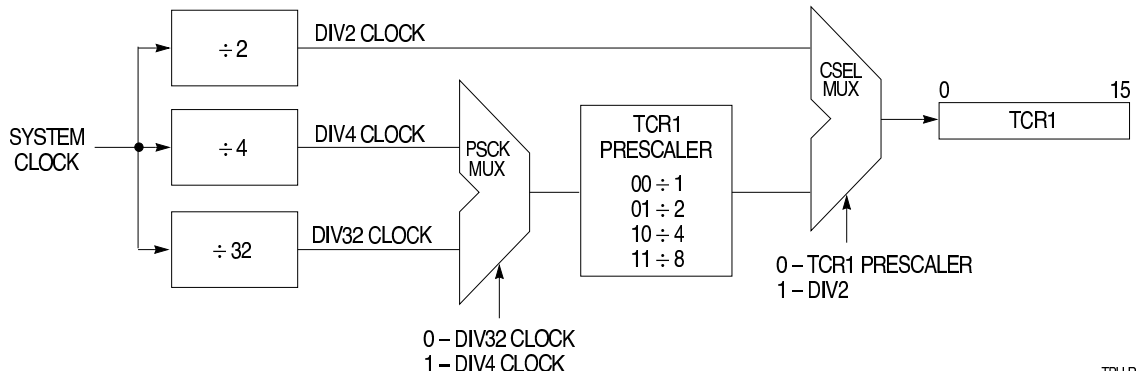 DIV2 CLOCK
÷ 2
CSEL
MUX
0 15
TCR1
SYSTEM
CLOCK
DIV4 CLOCK
÷ 4
PSCK
MUX
TCR1
PRESCALER
00 ÷ 1
01 ÷ 2
10 ÷ 4
11 ÷ 8
DIV32 CLOCK
÷ 32
0 – TCR1 PRESCALER
1 – DIV2
0 – DIV32 CLOCK
1 – DIV4 CLOCK